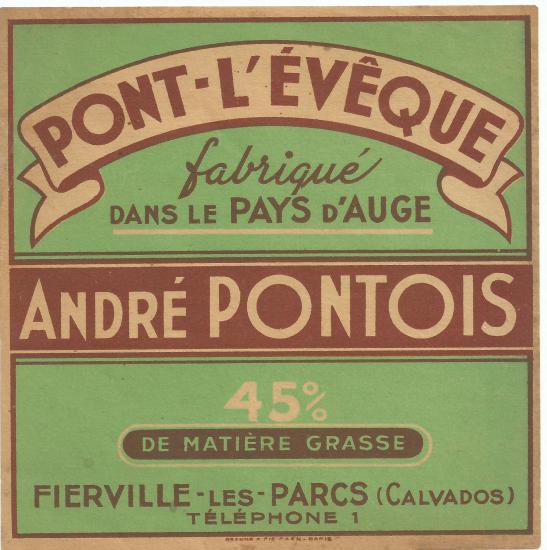 PONT-L'ÉVÊQUE
fabriqué
DANS LE PAYS D'AUGE
ANDRÉ PONTOIS
45%
DE MATIÈRE GRASSE
FIERVILLE-LES-PARCS (CALVADOS)
TÉLÉPHONE 1